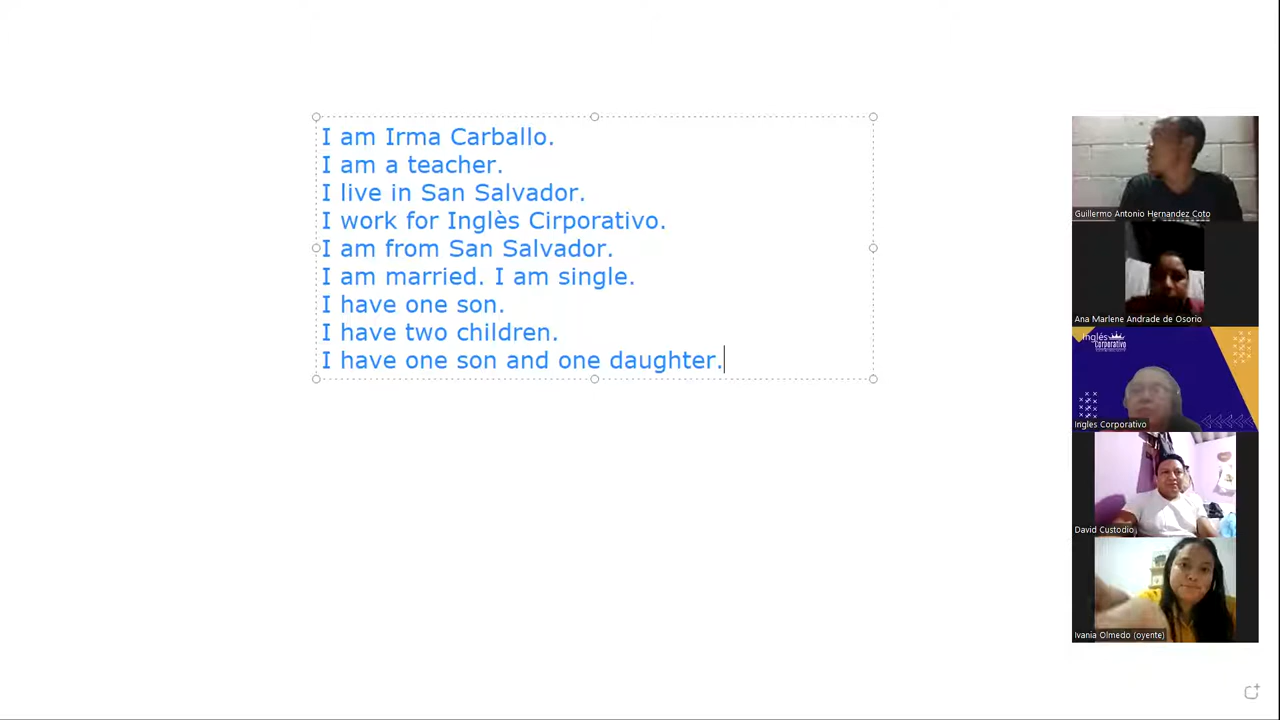 I am Irma Carballo.
I am a teacher.
I live in San Salvador.
I work for Inglès Cirporativo.
I am from San Salvador.
I am married. I am single.
I have one son.
I have two children.
I have one son and one daughter.
Guillermo Antonio Hernandez Coto
Ana Marlene Andrade de Osorio
Inglés
Corporativo
Ingles Corporativo
David Custodio
Ivania Olmedo (oyente)